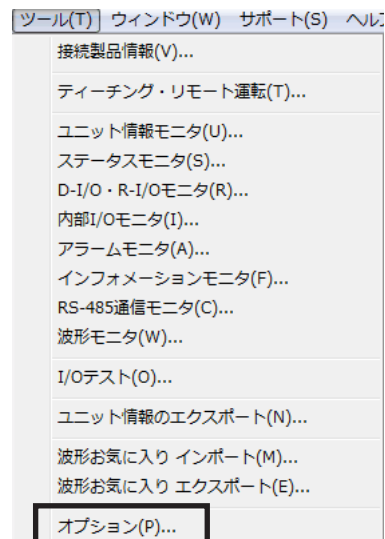 ツール(T) ウィンドウ(W) サポート(S) ヘル
接続製品情報(V)...
ティーチング・リモート運転(T)...
ユニット情報モニタ(U)...
ステータスモニタ(S)...
D-I/O・R-I/Oモニタ(R)...
内部I/Oモニタ(I)...
アラームモニタ(A)...
インフォメーションモニタ(F)...
RS-485通信モニタ(C)...
波形モニタ(W)...
I/Oテスト(O)...
ユニット情報のエクスポート(N)...
波形お気に入り インポート(M)...
波形お気に入り エクスポート(E)...
オプション(P)...